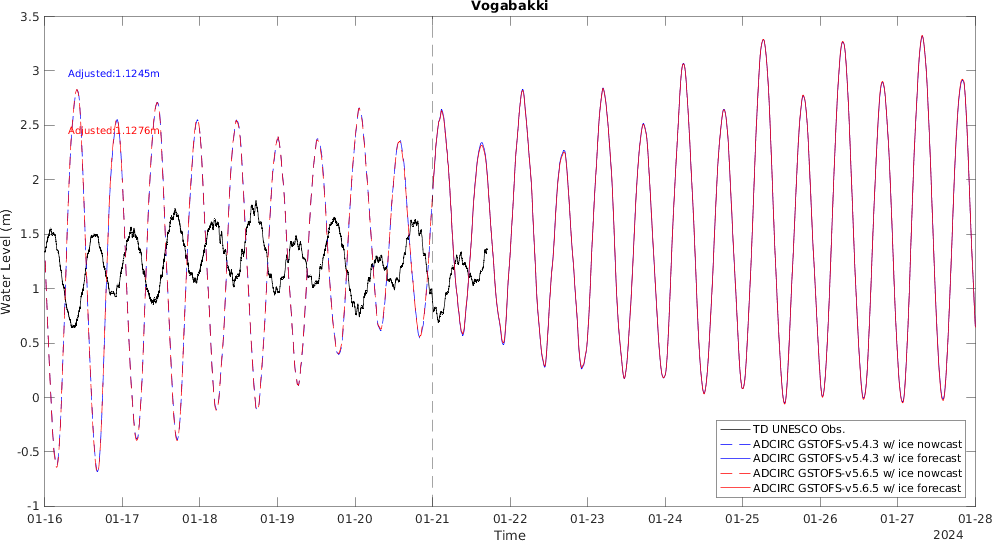 Vogabakki
3.5
3
2.5
2
1.5
1
0.5
0
-0.5
-1
Water Level (m)
Adjusted:1.1245m
Adjusted:1.1276m
TD UNESCO Obs.
ADCIRC GSTOFS-v5.4.3 w/ ice nowcast
ADCIRC GSTOFS-v5.4.3 w/ ice forecast
ADCIRC GSTOFS-v5.6.5 w/ ice nowcast
ADCIRC GSTOFS-v5.6.5 w/ ice forecast
01-16 01-17 01-18 01-19 01-20 01-21 01-22 01-23 01-24 01-25 01-26 01-27 01-28
Time
2024